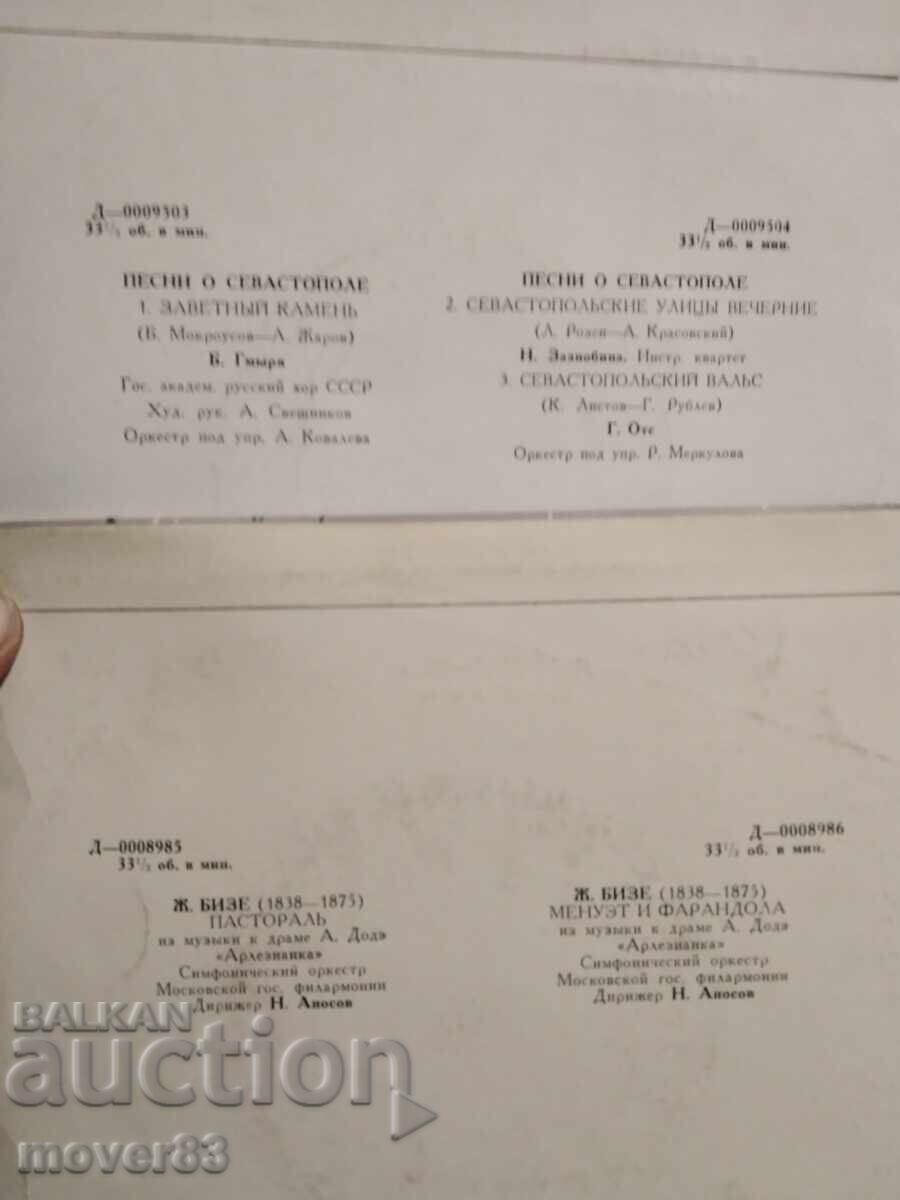 Д—0009503
33⅓ об. в мин.
ПЕСНИ О СЕВАСТОПОЛЕ
1. ЗАВЕТНЫЙ КАМЕНЬ
(Б. Мокроусов—А. Жаров)
Б. Гмыря
Гос. академ. русский хор СССР
Худ. рук. А. Свешников
Оркестр под упр. А. Ковалева
Д—0009504
33⅓ об. в мин.
ПЕСНИ О СЕВАСТОПОЛЕ
2. СЕВАСТОПОЛЬСКИЕ УЛИЦЫ ВЕЧЕРНИЕ
(Л. Розен—А. Красовский)
Н. Зазнобина. Инстр. квартет
3. СЕВАСТОПОЛЬСКИЙ ВАЛЬС
(К. Листов—Г. Рублев)
Г. Отс
Оркестр под упр. Р. Меркулова
Д—0008985
33⅓ об. в мин.
Ж. БИЗЕ (1838—1875)
ПАСТОРАЛЬ
из музыки к драме А. Додэ
«Арлезианка»
Симфонический оркестр
Московской гос. филармонии
Дирижер Н. Аносов
Д—0008986
33⅓ об. в мин.
Ж. БИЗЕ (1838—1875)
МЕНУЭТ И ФАРАНДОЛА
из музыки к драме А. Додэ
«Арлезианка»
Симфонический оркестр
Московской гос. филармонии
Дирижер Н. Аносов
BALKAN
auction
mover83